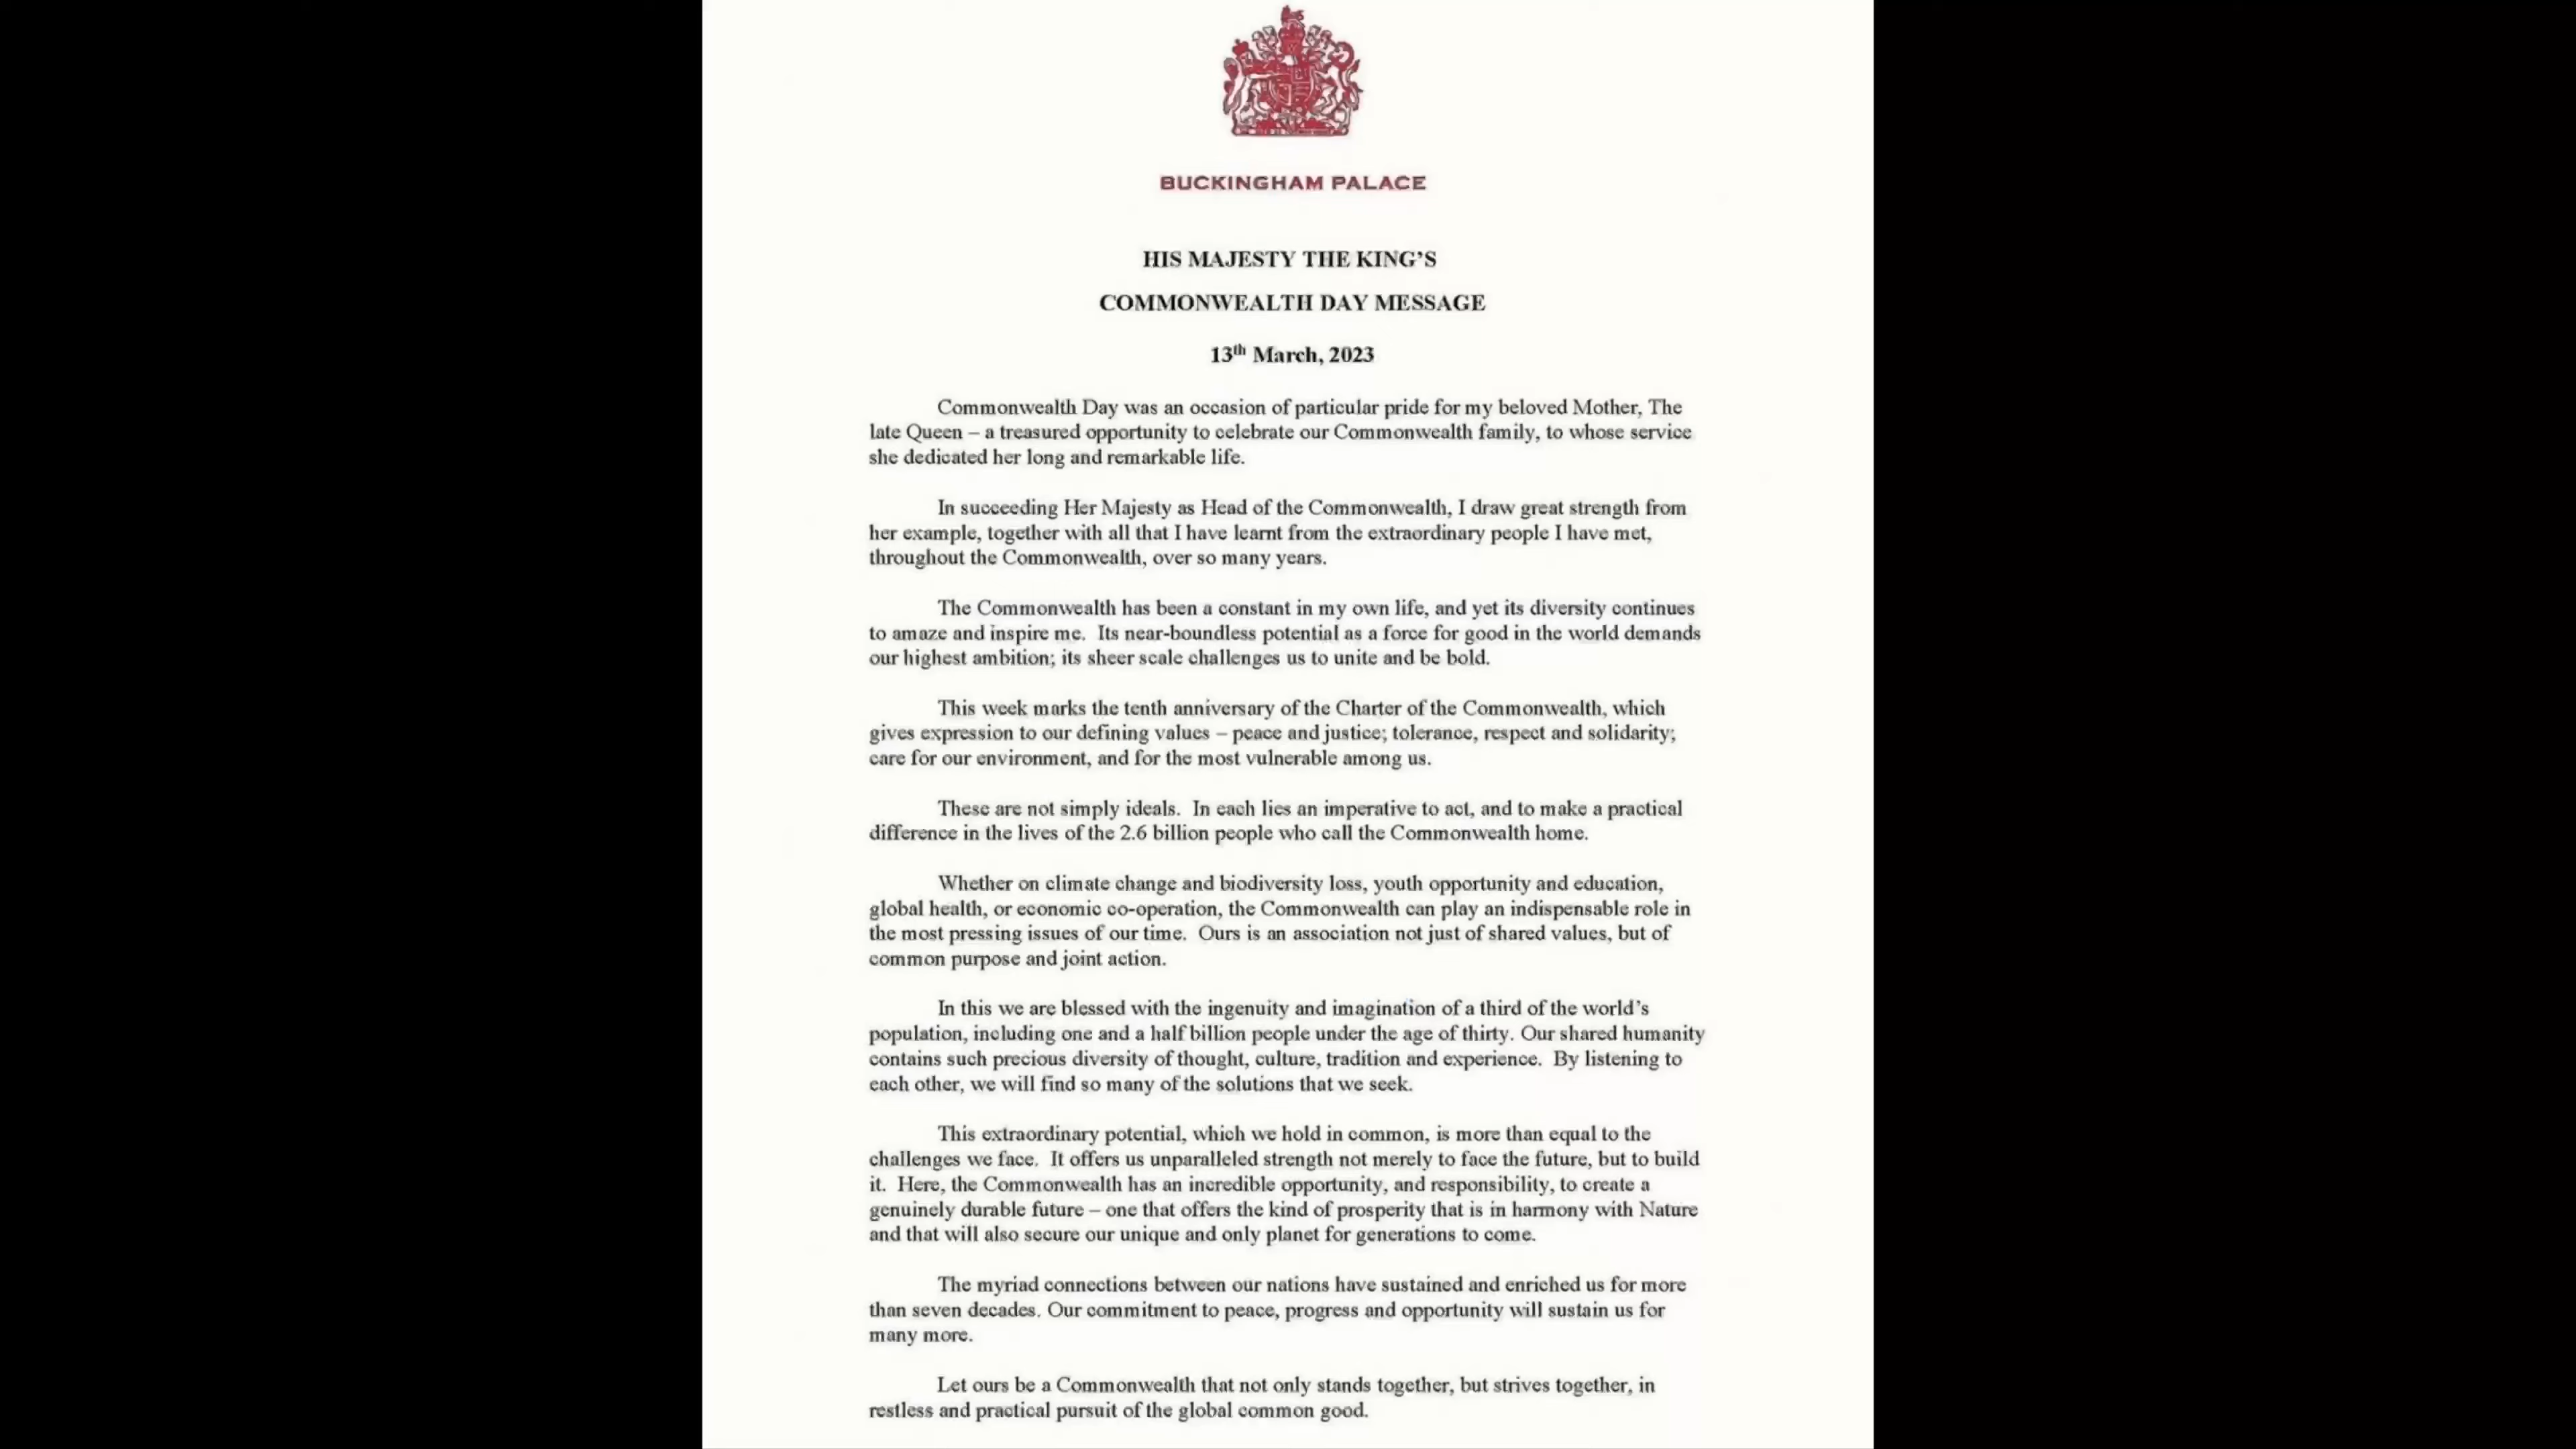 BUCKINGHAM PALACE
HIS MAJESTY THE KING'S
COMMONWEALTH DAY MESSAGE
13th March, 2023
Commonwealth Day was an occasion of particular pride for my beloved Mother, The
late Queen – a treasured opportunity to celebrate our Commonwealth family, to whose service
she dedicated her long and remarkable life.
In succeeding Her Majesty as Head of the Commonwealth, I draw great strength from
her example, together with all that I have learnt from the extraordinary people I have met,
throughout the Commonwealth, over so many years.
The Commonwealth has been a constant in my own life, and yet its diversity continues
to amaze and inspire me. Its near-boundless potential as a force for good in the world demands
our highest ambition; its sheer scale challenges us to unite and be bold.
This week marks the tenth anniversary of the Charter of the Commonwealth, which
gives expression to our defining values – peace and justice; tolerance, respect and solidarity;
care for our environment, and for the most vulnerable among us.
These are not simply ideals. In each lies an imperative to act, and to make a practical
difference in the lives of the 2.6 billion people who call the Commonwealth home.
Whether on climate change and biodiversity loss, youth opportunity and education,
global health, or economic co-operation, the Commonwealth can play an indispensable role in
the most pressing issues of our time. Ours is an association not just of shared values, but of
common purpose and joint action.
In this we are blessed with the ingenuity and imagination of a third of the world's
population, including one and a half billion people under the age of thirty. Our shared humanity
contains such precious diversity of thought, culture, tradition and experience. By listening to
each other, we will find so many of the solutions that we seek.
This extraordinary potential, which we hold in common, is more than equal to the
challenges we face. It offers us unparalleled strength not merely to face the future, but to build
it. Here, the Commonwealth has an incredible opportunity, and responsibility, to create a
genuinely durable future – one that offers the kind of prosperity that is in harmony with Nature
and that will also secure our unique and only planet for generations to come.
The myriad connections between our nations have sustained and enriched us for more
than seven decades. Our commitment to peace, progress and opportunity will sustain us for
many more.
Let ours be a Commonwealth that not only stands together, but strives together, in
restless and practical pursuit of the global common good.